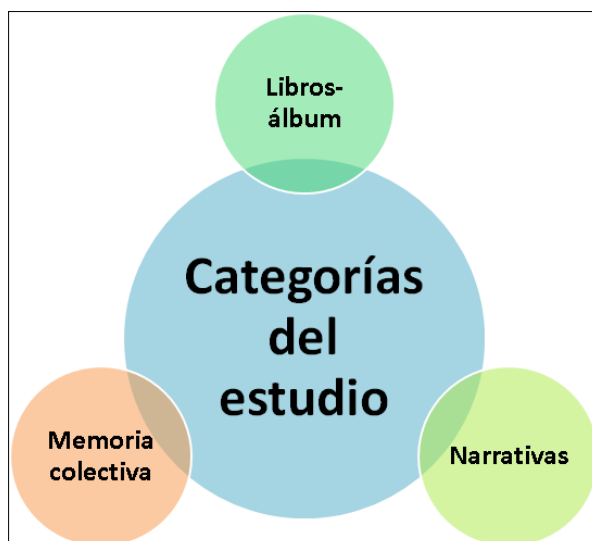 Libros-
álbum
Categorías
del
estudio
Memoria
colectiva
Narrativas